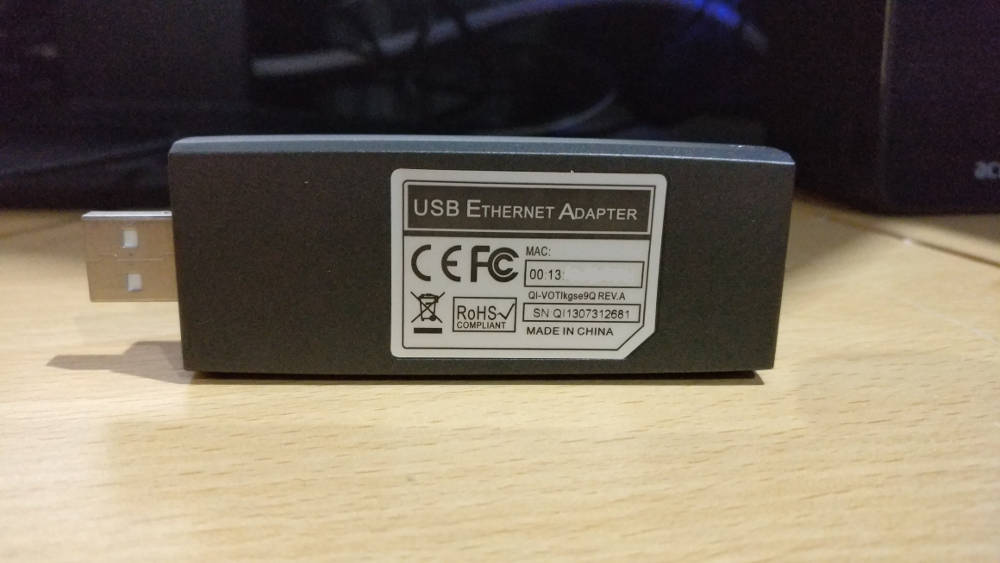 USB ETHERNET ADAPTER
CE FC MAC:
00:13:
QI-VOTIkgse9Q REV.A
RoHS
COMPLIANT
SN QI1307312681
MADE IN CHINA